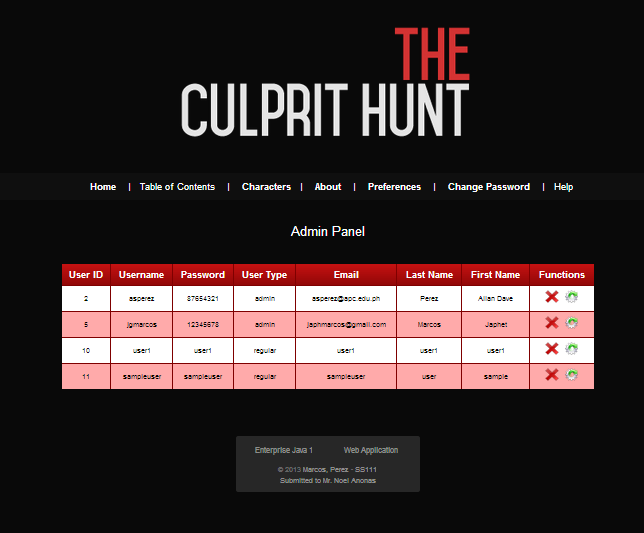 THE
CULPRIT HUNT
Home | Table of Contents | Characters | About | Preferences | Change Password | Help
Admin Panel
User ID Username Password User Type Email Last Name First Name Functions
2 asperez 87654321 admin asperez@apc.edu.ph Perez Allan Dave
5 jgmarcos 12345678 admin japhmarcos@gmail.com Marcos Japhet
10 user1 user1 regular user1 user1 user1
11 sampleuser sampleuser regular sampleuser user sample
Enterprise Java 1 Web Application
© 2013 Marcos, Perez - SS111
Submitted to Mr. Noel Anonas